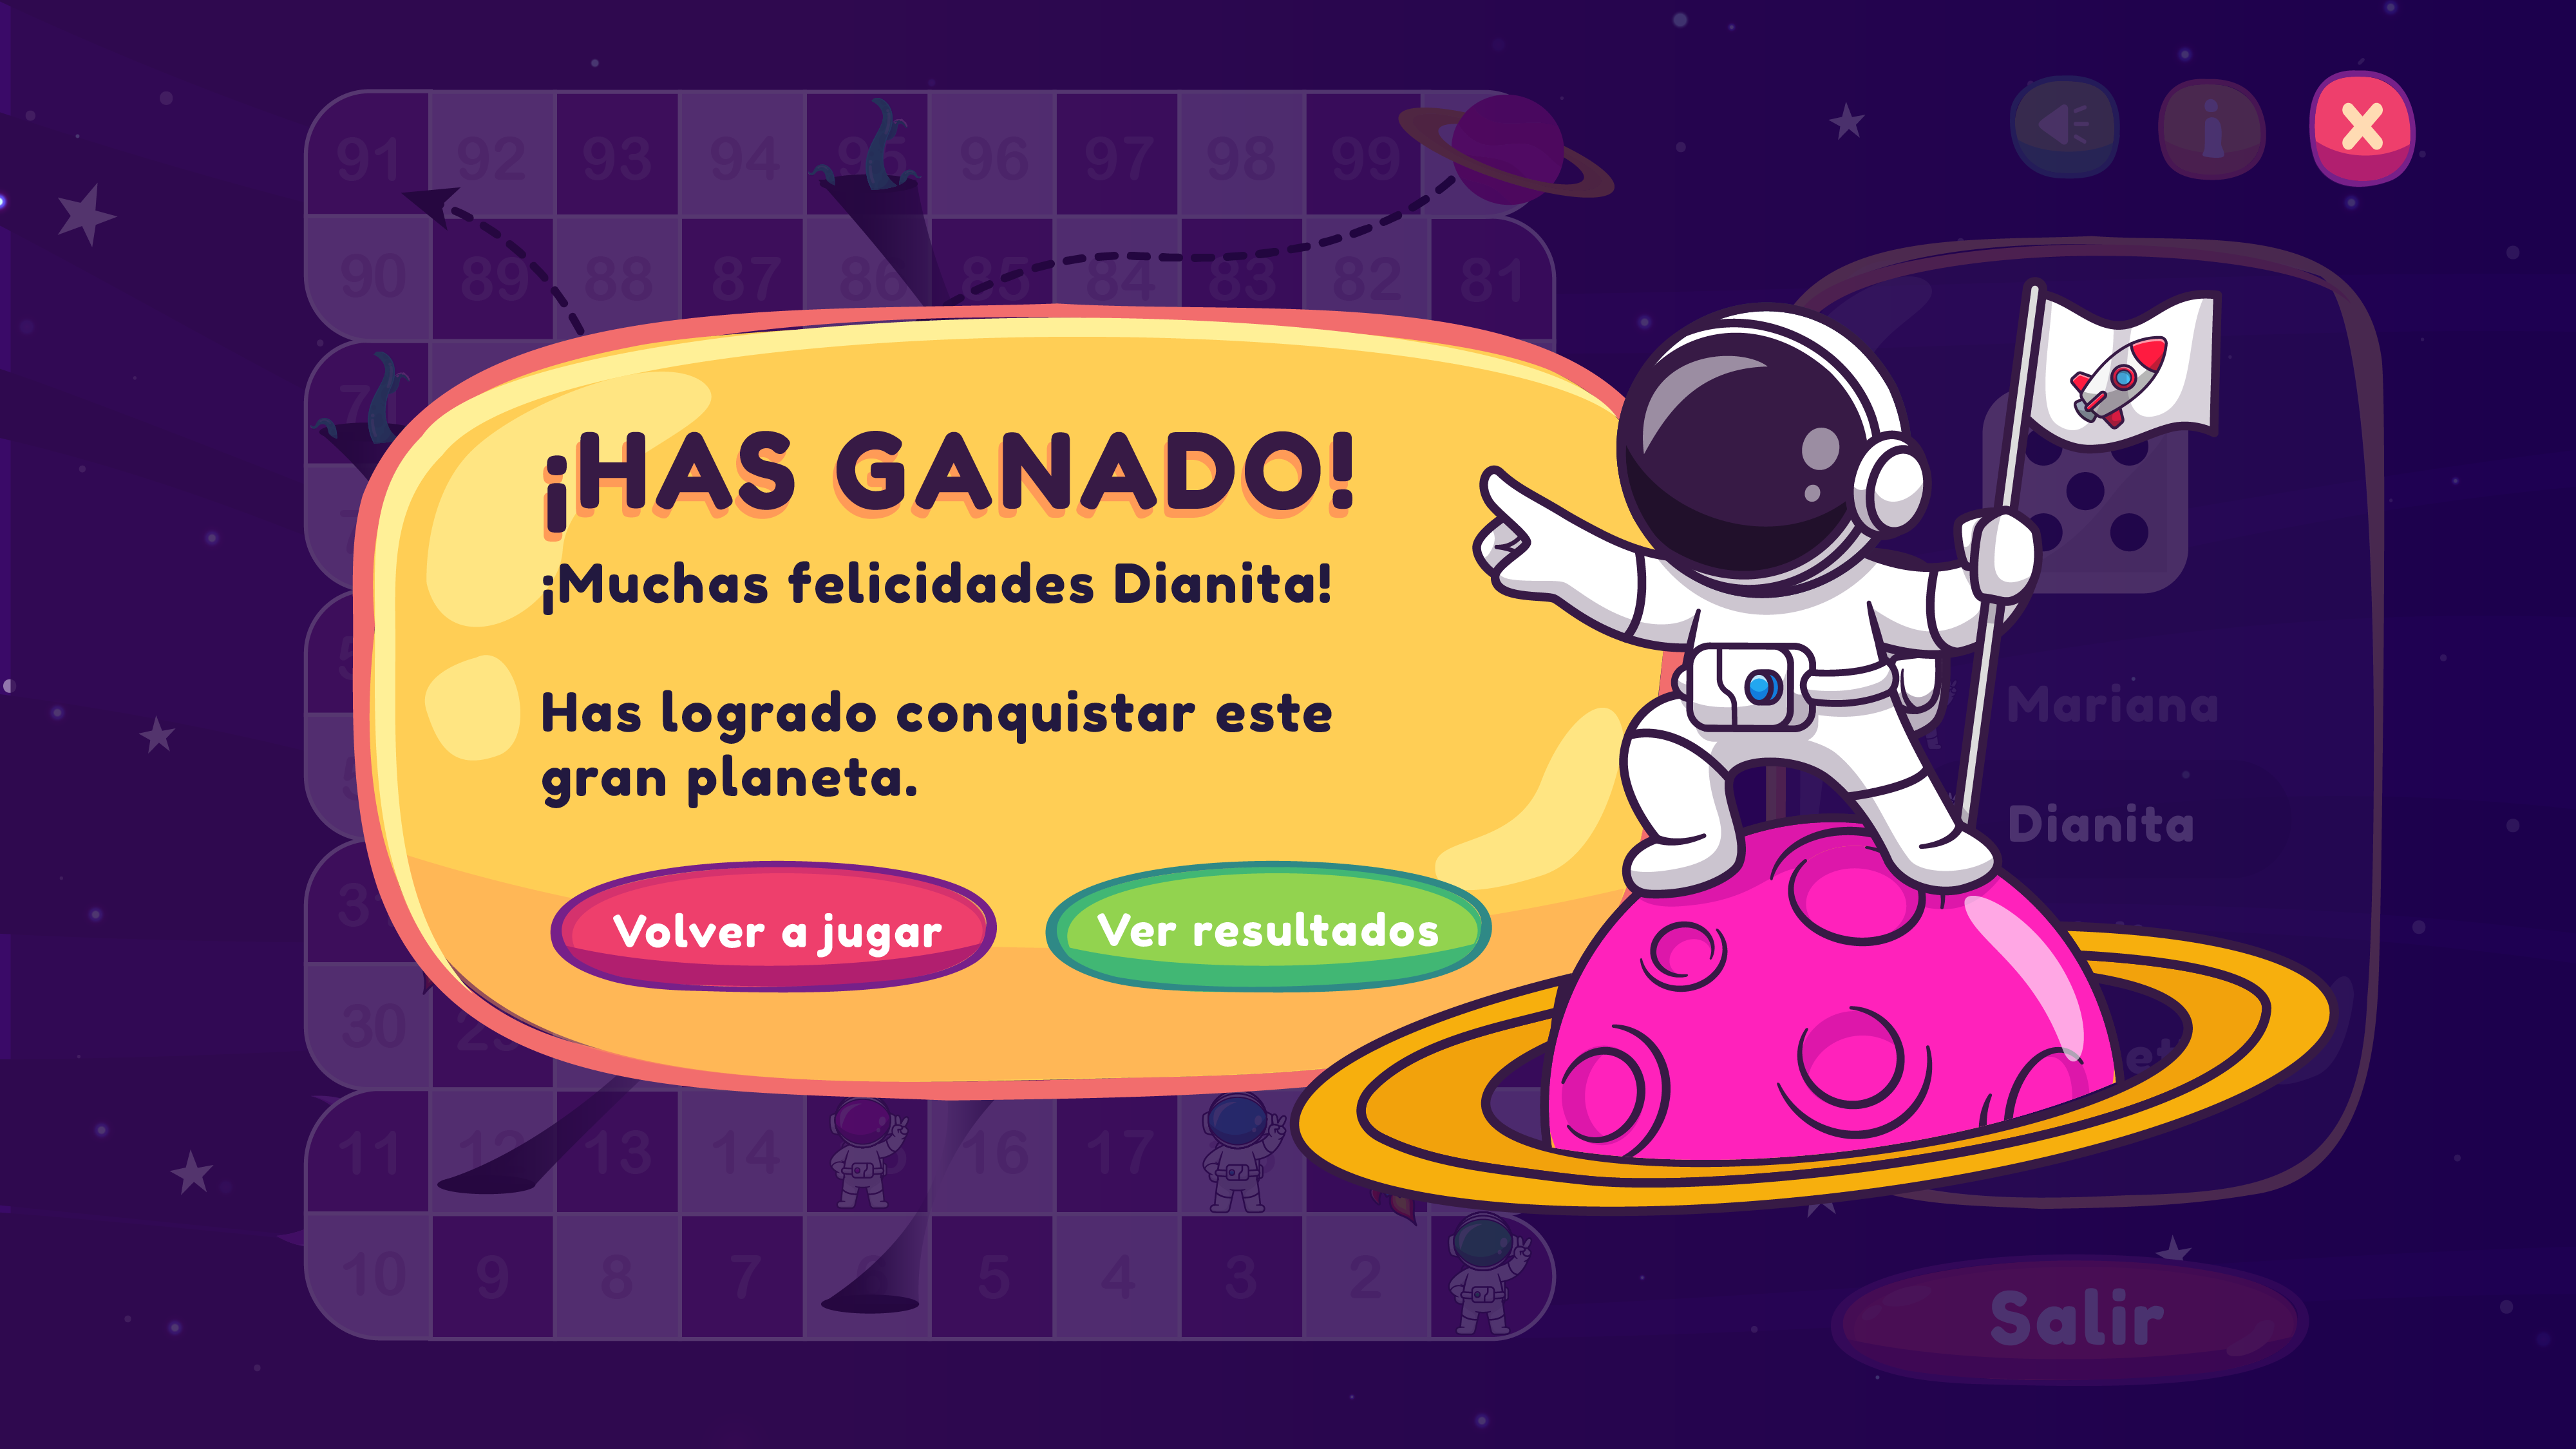 91 92 93 94 95 96 97 98 99
90 89 88 87 86 85 84 83 82 81
¡HAS GANADO!
¡Muchas felicidades Dianita!
Has logrado conquistar este
gran planeta.
Volver a jugar
Ver resultados
Mariana
Dianita
30
11 12 13 14 16 17
10 9 8 7 6 5 4 3 2
Salir